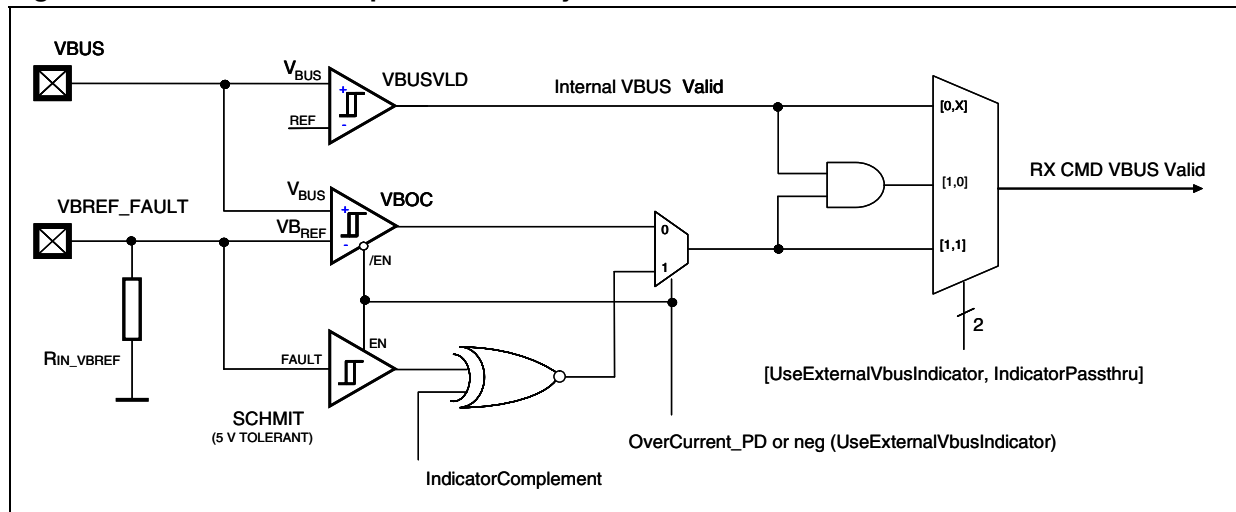 VBUS
VBUS
VBUSVLD
Internal VBUS Valid
+
-
REF
[0,X]
VBUS
VBOC
[1,0]
RX CMD VBUS Valid
VBREF_FAULT
+
VBREF
-
0
/EN
1
[1,1]
2
RIN_VBREF
FAULT
EN
[UseExternalVbusIndicator, IndicatorPassthru]
SCHMIT
(5 V TOLERANT)
OverCurrent_PD or neg (UseExternalVbusIndicator)
IndicatorComplement